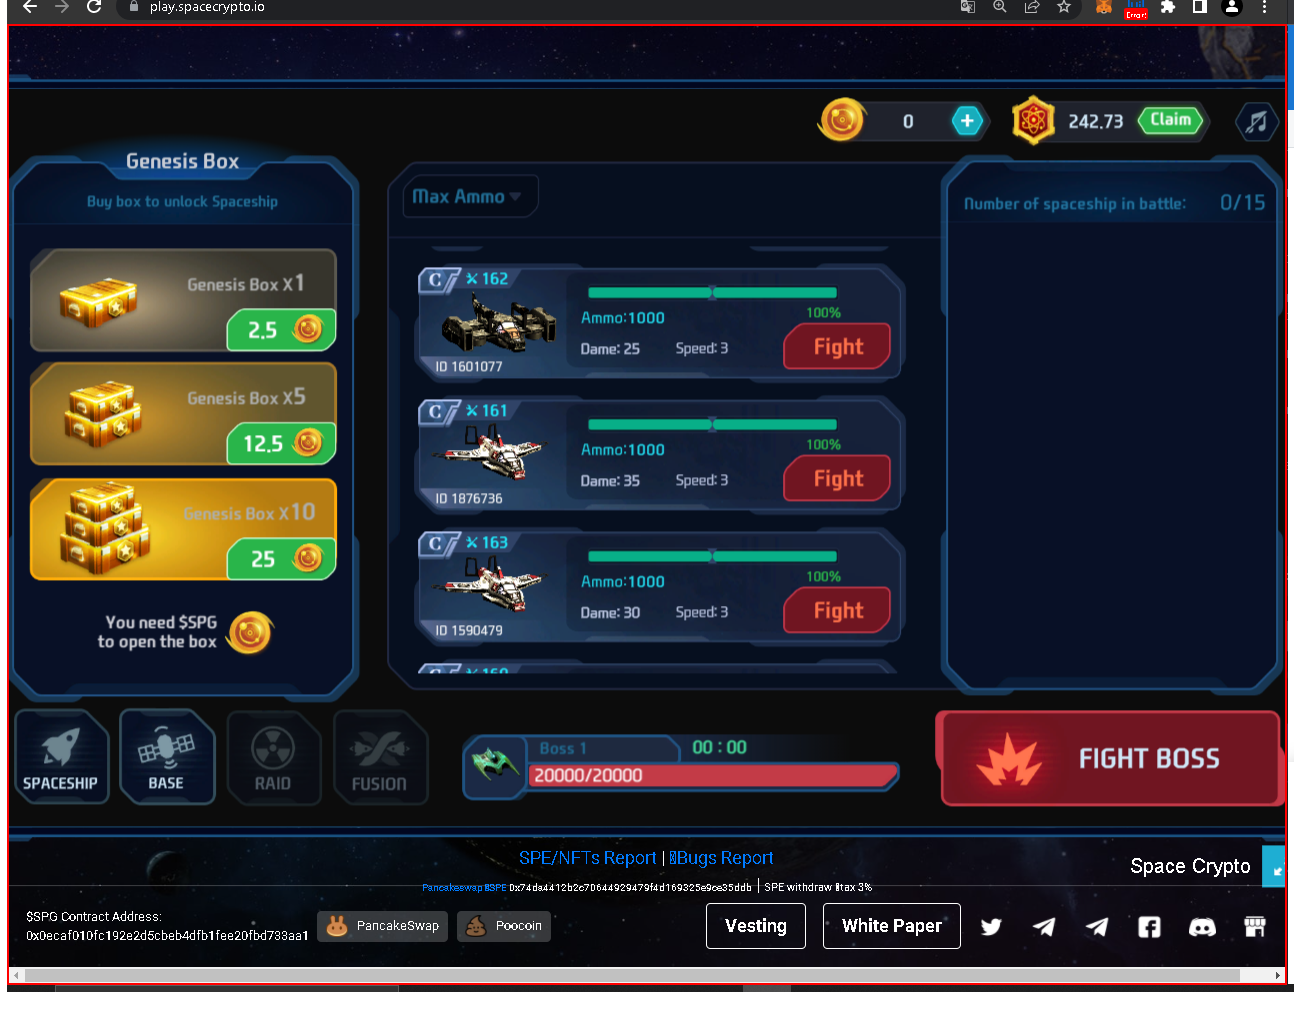 play.spacecrypto.io
Error!
0
242.73
Claim
Genesis Box
Buy box to unlock Spaceship
Genesis Box X1
2.5
Genesis Box X5
12.5
Genesis Box X10
25
You need $SPG
to open the box
Max Ammo
C 162
Ammo:1000
100%
Dame: 25 Speed: 3
Fight
ID 1601077
C 161
Ammo:1000
100%
Dame: 35 Speed: 3
Fight
ID 1876736
C 163
Ammo:1000
100%
Dame: 30 Speed: 3
Fight
ID 1590479
Number of spaceship in battle: 0/15
SPACESHIP
BASE
RAID
FUSION
Boss 1
00 : 00
20000/20000
FIGHT BOSS
SPE/NFTs Report | Bugs Report
Space Crypto
Pancakeswap SPE 0x74da4412b2c7D644929479f4d169325e9ce35ddb | SPE withdraw tax 3%
$SPG Contract Address:
0x0ecaf010fc192e2d5cbeb4dfb1fee20fbd733aa1
PancakeSwap
Poocoin
Vesting
White Paper